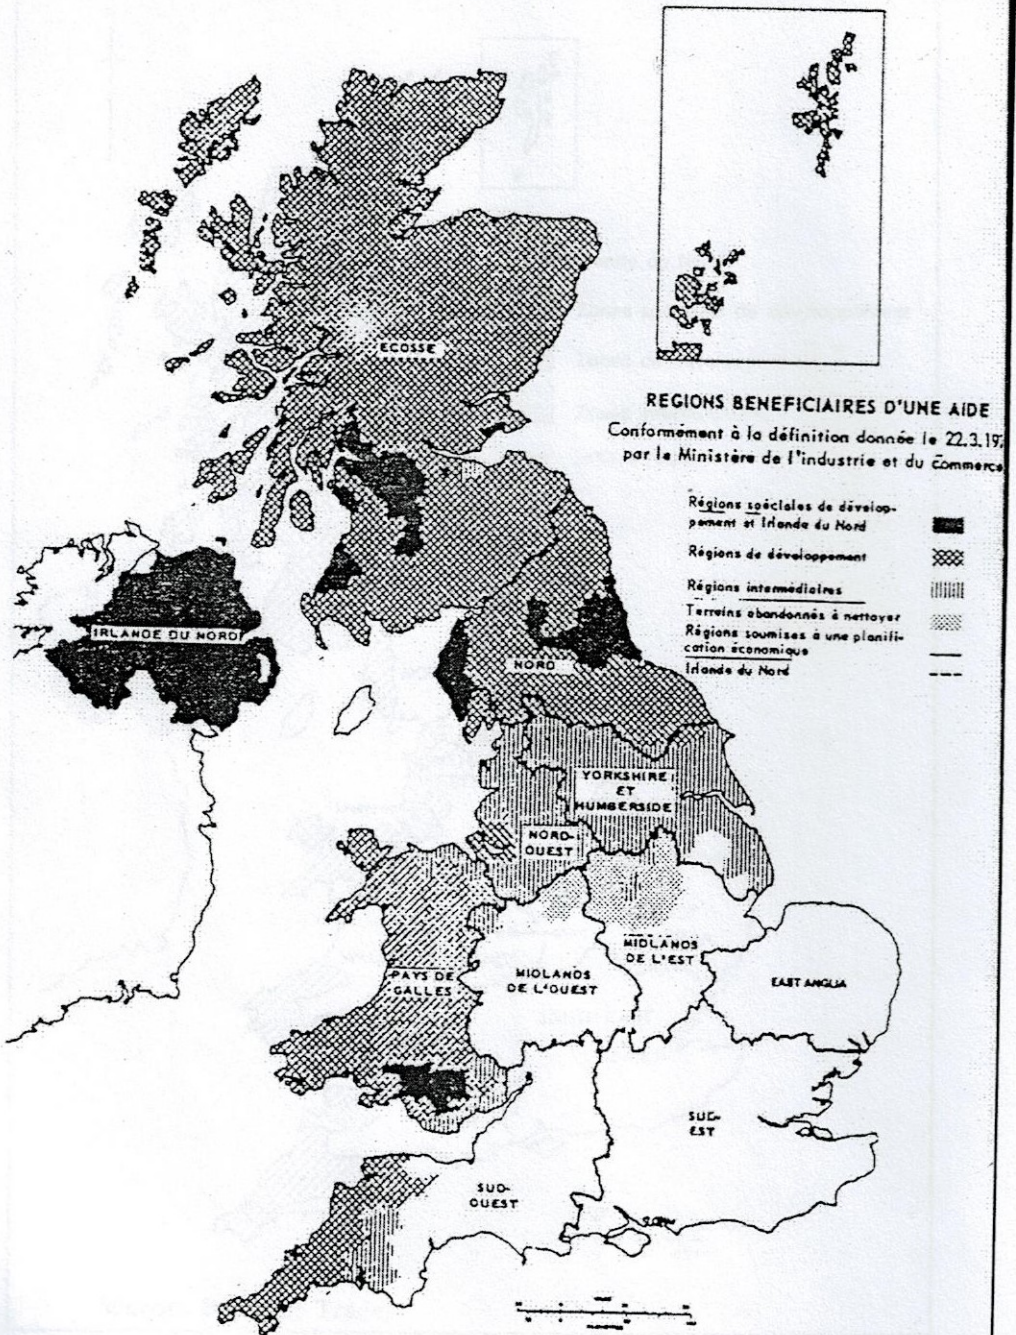 REGIONS BENEFICIAIRES D'UNE AIDE
Conformément à la définition donnée le 22.3.197
par le Ministère de l'industrie et du Commerce
Régions spéciales de dévelop-
pement et Irlande du Nord
Régions de développement
Régions intermédiaires
Terrains abandonnés à nettoyer
Régions soumises à une planifi-
cation économique
Irlande du Nord
ECOSSE
IRLANDE DU NORD
NORD
YORKSHIRE
ET
HUMBERSIDE
NORD-
OUEST
MIDLANDS
DE L'EST
PAYS DE
GALLES
MIDLANDS
DE L'OUEST
EAST ANGLIA
SUD-
EST
SUD-
OUEST